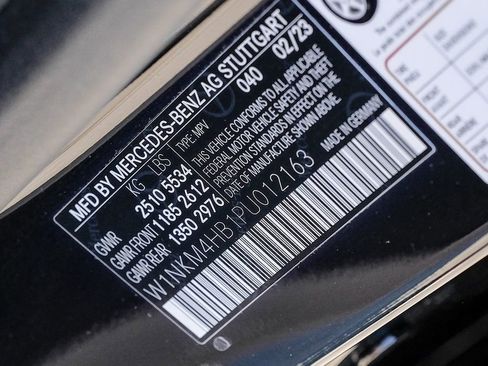 MFD BY MERCEDES-BENZ AG STUTTGART
040 02/23
KG LBS TYPE: MPV
GWR 2510 5534
GAWR FRONT 1185 2612
GAWR REAR 1350 2976
THIS VEHICLE CONFORMS TO ALL APPLICABLE
FEDERAL MOTOR VEHICLE SAFETY AND THEFT
PREVENTION STANDARDS IN EFFECT ON THE
DATE OF MANUFACTURE SHOWN ABOVE
W1NKM4HB1PU012163
MADE IN GERMANY